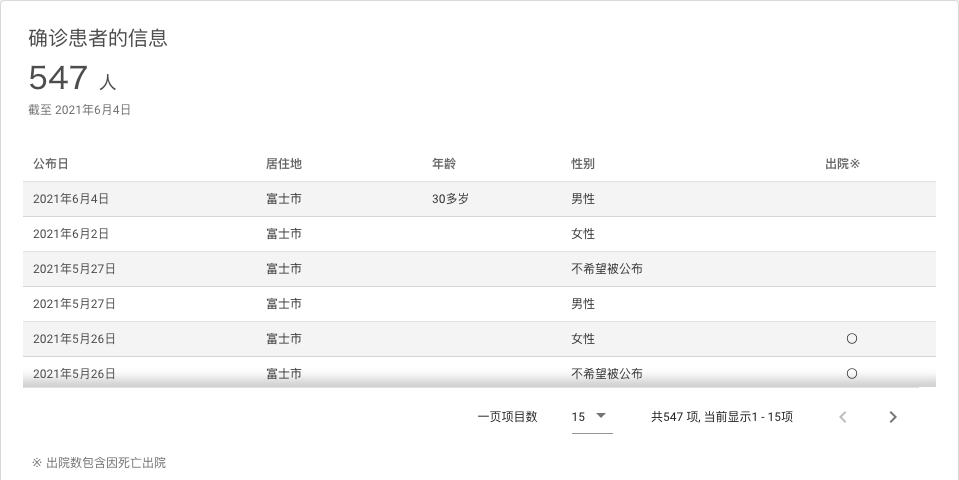 确诊患者的信息
547 人
截至 2021年6月4日
公布日 居住地 年龄 性别 出院※
2021年6月4日 富士市 30多岁 男性
2021年6月2日 富士市 女性
2021年5月27日 富士市 不希望被公布
2021年5月27日 富士市 男性
2021年5月26日 富士市 女性 〇
2021年5月26日 富士市 不希望被公布 〇
一页项目数 15 共547 项, 当前显示1 - 15项
※ 出院数包含因死亡出院